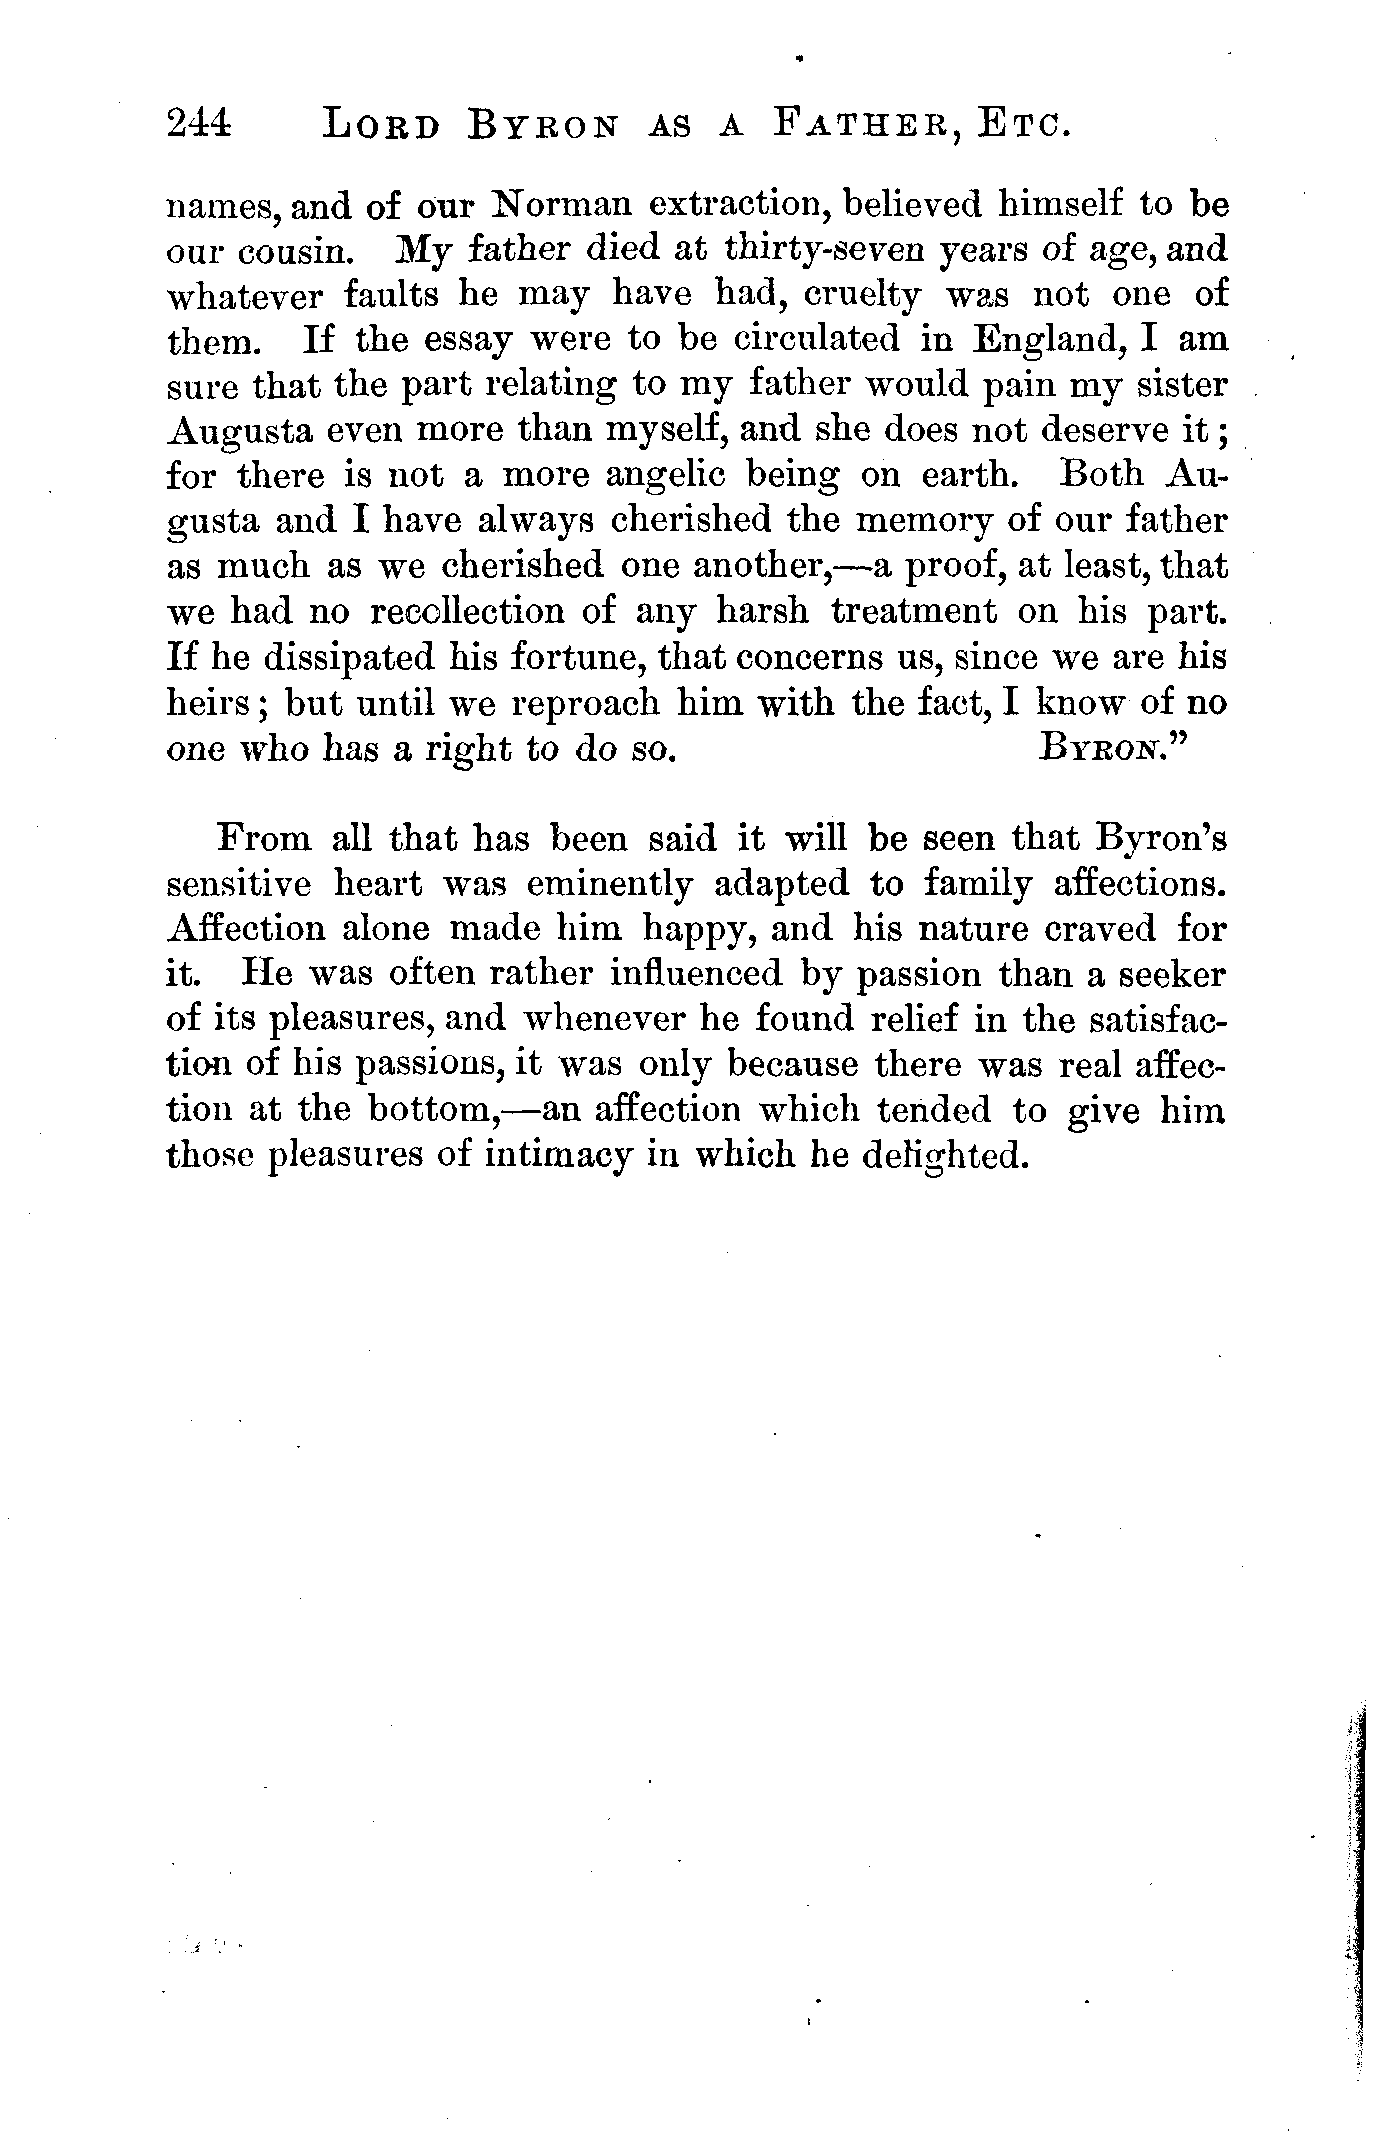 244 LORD BYRON AS A FATHER, ETC.
names, and of our Norman extraction, believed himself to be
our cousin. My father died at thirty-seven years of age, and
whatever faults he may have had, cruelty was not one of
them. If the essay were to be circulated in England, I am
sure that the part relating to my father would pain my sister
Augusta even more than myself, and she does not deserve it;
for there is not a more angelic being on earth. Both Au-
gusta and I have always cherished the memory of our father
as much as we cherished one another,—a proof, at least, that
we had no recollection of any harsh treatment on his part.
If he dissipated his fortune, that concerns us, since we are his
heirs; but until we reproach him with the fact, I know of no
one who has a right to do so. BYRON.”
From all that has been said it will be seen that Byron’s
sensitive heart was eminently adapted to family affections.
Affection alone made him happy, and his nature craved for
it. He was often rather influenced by passion than a seeker
of its pleasures, and whenever he found relief in the satisfac-
tion of his passions, it was only because there was real affec-
tion at the bottom,—an affection which tended to give him
those pleasures of intimacy in which he delighted.